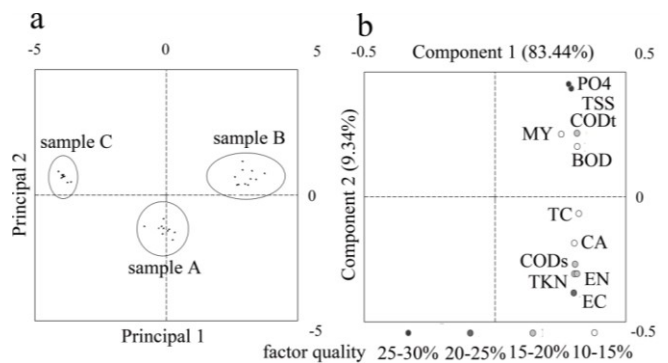 a
-5 0 5
sample C
sample B
sample A
Principal 2
0
Principal 1
-5
b
-0.5 Component 1 (83.44%) 0.5
PO4
TSS
CODt
MY
BOD
Component 2 (9.34%)
0
TC
CA
CODs
TKN EN
EC
-0.5
factor quality 25-30% 20-25% 15-20% 10-15%